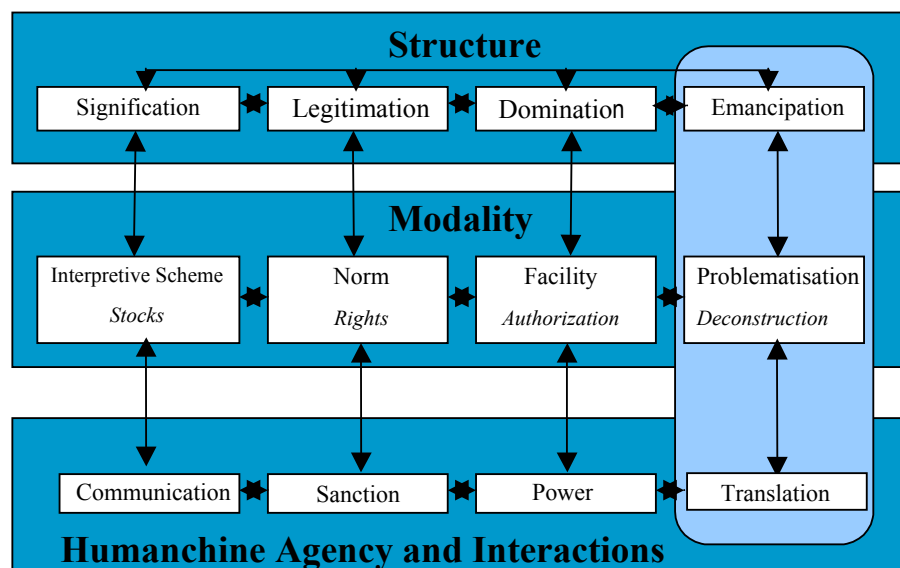 Structure
Signification Legitimation Domination Emancipation
Modality
Interpretive Scheme Norm Facility Problematisation
Stocks Rights Authorization Deconstruction
Communication Sanction Power Translation
Humanchine Agency and Interactions